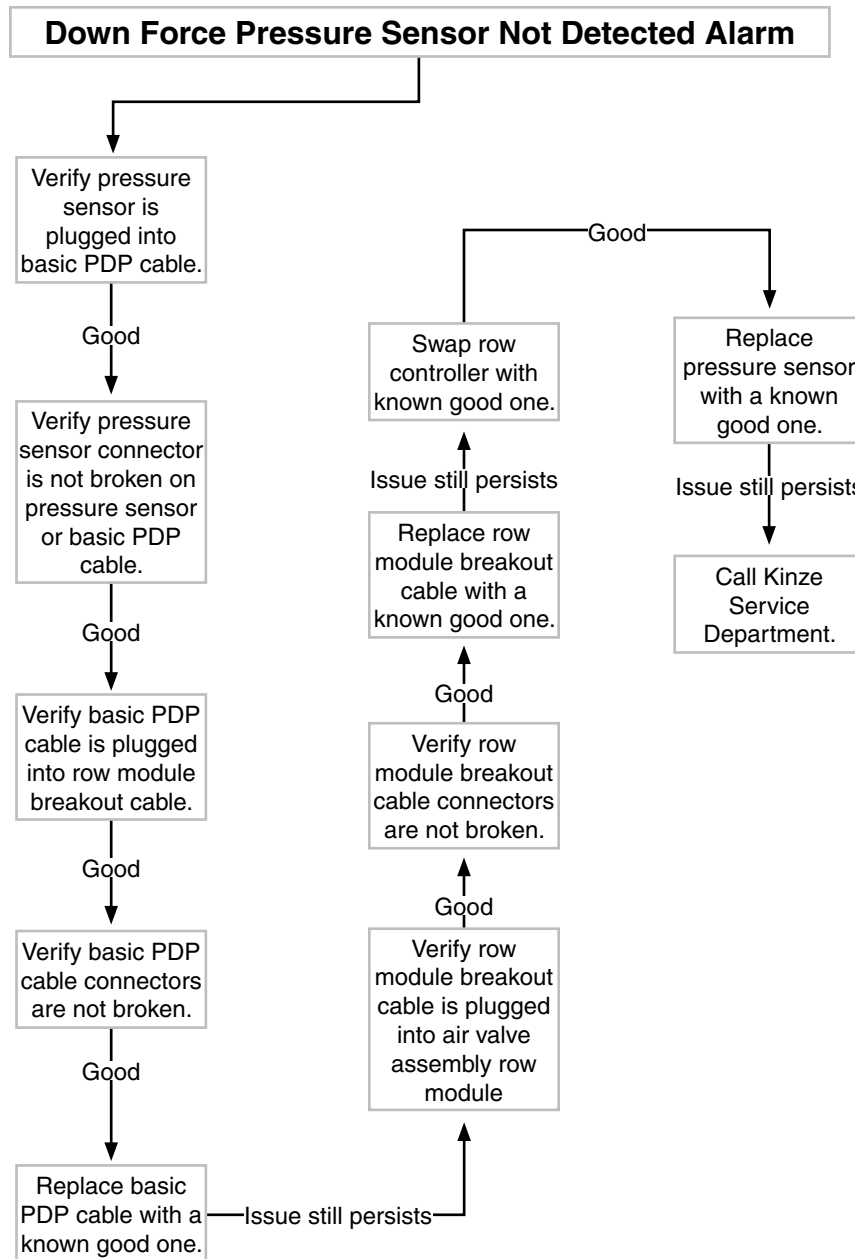 Down Force Pressure Sensor Not Detected Alarm
Verify pressure
sensor is
plugged into
basic PDP cable.
Good
Verify pressure
sensor connector
is not broken on
pressure sensor
or basic PDP
cable.
Good
Verify basic PDP
cable is plugged
into row module
breakout cable.
Good
Verify basic PDP
cable connectors
are not broken.
Good
Replace basic
PDP cable with a
known good one.
Issue still persists
Verify row
module breakout
cable is plugged
into air valve
assembly row
module
Good
Verify row
module breakout
cable connectors
are not broken.
Good
Replace row
module breakout
cable with a
known good one.
Issue still persists
Swap row
controller with
known good one.
Good
Replace
pressure sensor
with a known
good one.
Issue still persists
Call Kinze
Service
Department.